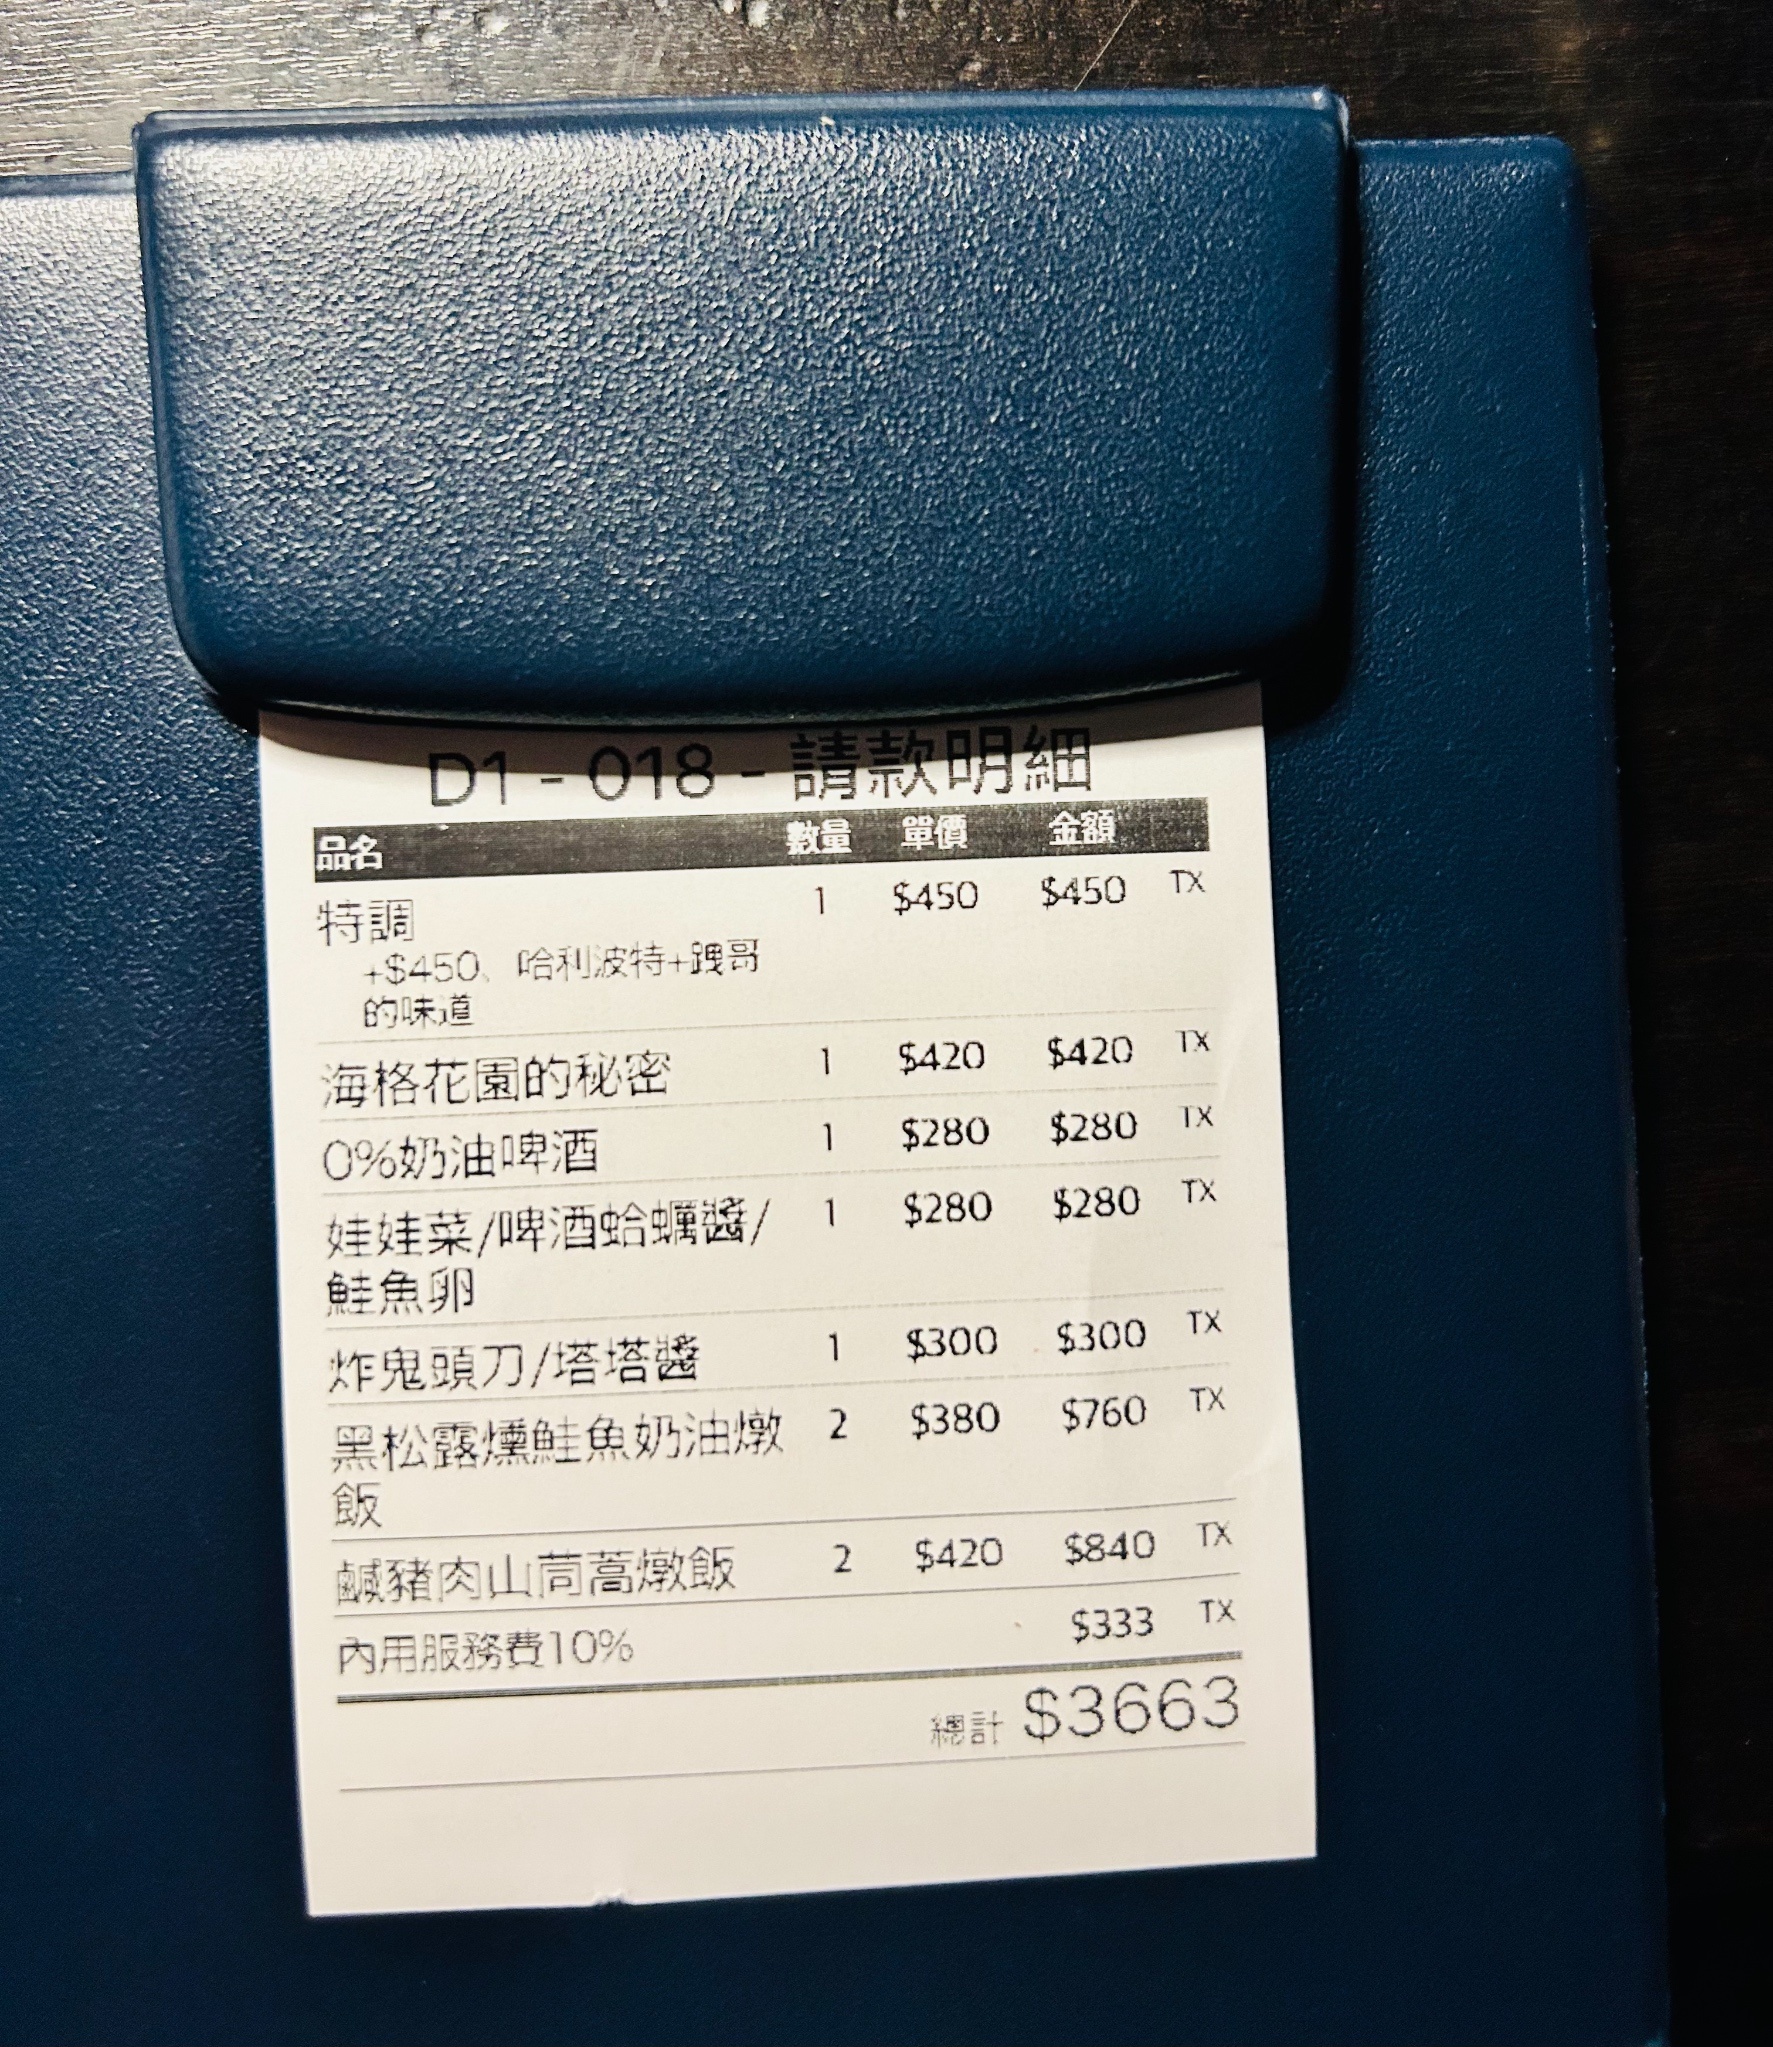 D1 - 018 - 請款明細
品名 數量 單價 金額
特調 1 $450 $450 TX
+$450、哈利波特+跩哥
的味道
海格花園的秘密 1 $420 $420 TX
0%奶油啤酒 1 $280 $280 TX
娃娃菜/啤酒蛤蠣醬/ 1 $280 $280 TX
鮭魚卵
炸鬼頭刀/塔塔醬 1 $300 $300 TX
黑松露燻鮭魚奶油燉 2 $380 $760 TX
飯
鹹豬肉山茼蒿燉飯 2 $420 $840 TX
內用服務費10% $333 TX
總計 $3663